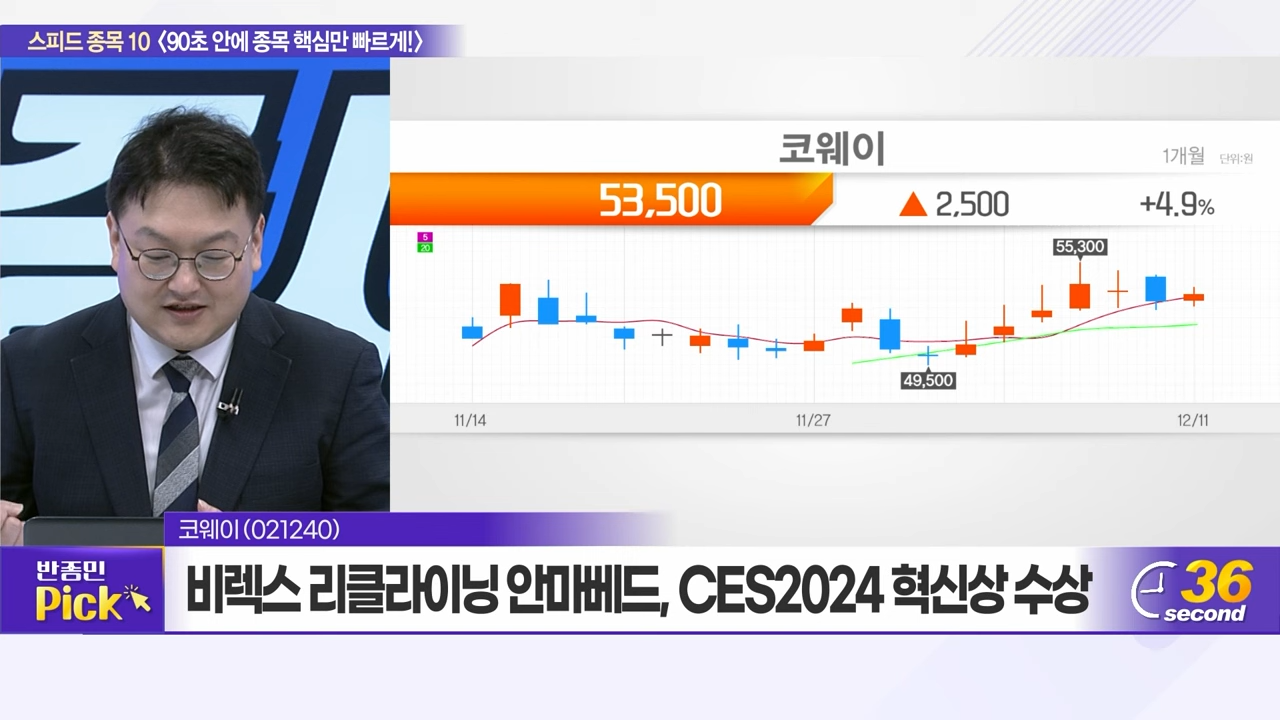 스피드 종목 10 〈90초 안에 종목 핵심만 빠르게!〉
코웨이
1개월 단위:원
53,500 ▲ 2,500 +4.9%
5
20
55,300
49,500
11/14 11/27 12/11
코웨이(021240)
반종민
Pick
비렉스 리클라이닝 안마베드, CES2024 혁신상 수상
36
second